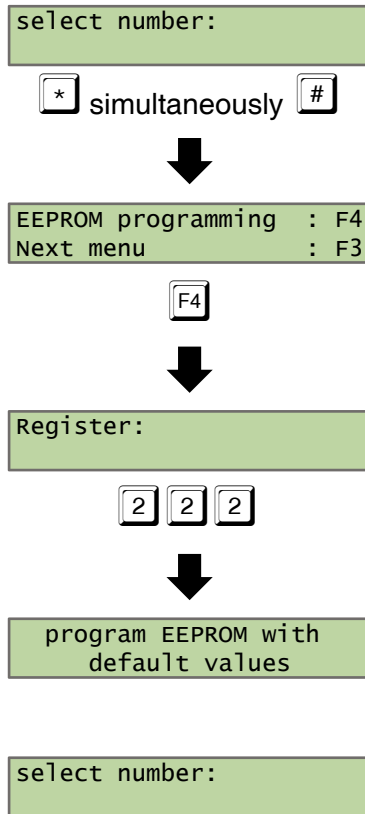 select number:
* simultaneously #
EEPROM programming : F4
Next menu : F3
F4
Register:
2 2 2
program EEPROM with
default values
select number: